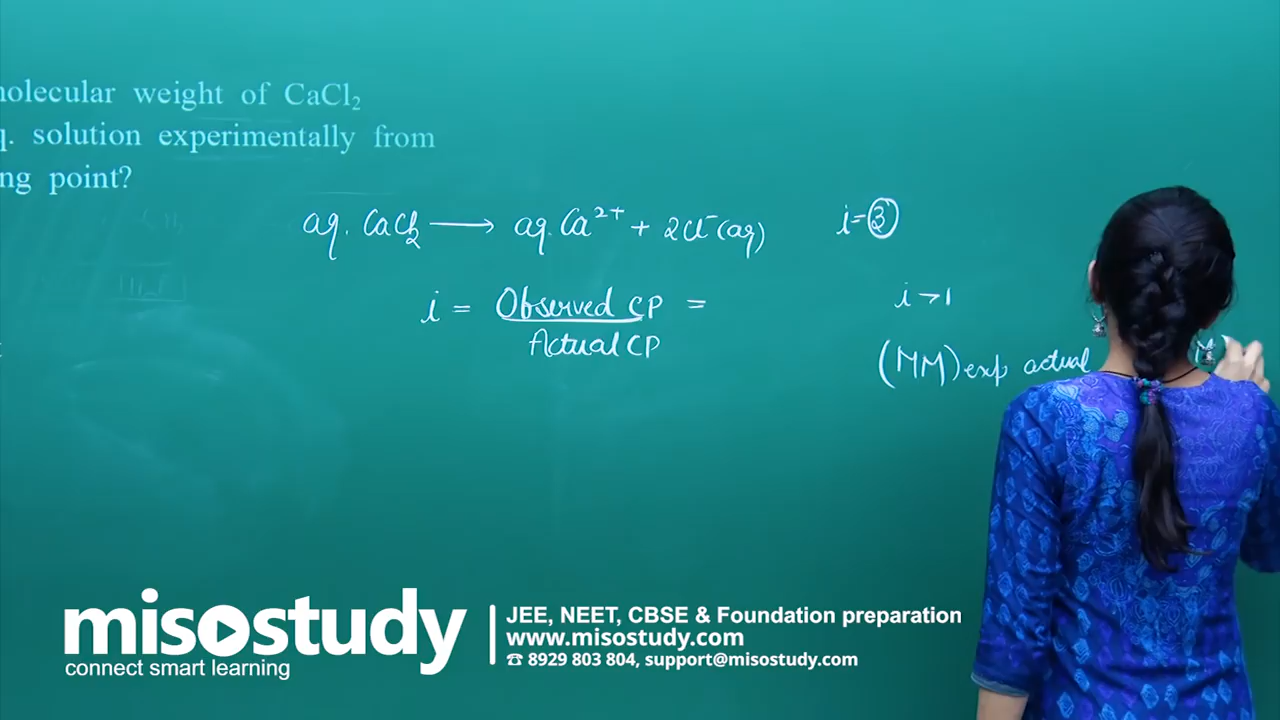 molecular weight of CaCl₂
q. solution experimentally from
ng point?
aq. CaCl₂ ⟶ aq. Ca²⁺ + 2Cl⁻(aq) i=3
i = Observed CP =
Actual CP
i >1
(MM)exp actual
misostudy
connect smart learning
JEE, NEET, CBSE & Foundation preparation
www.misostudy.com
☎ 8929 803 804, support@misostudy.com